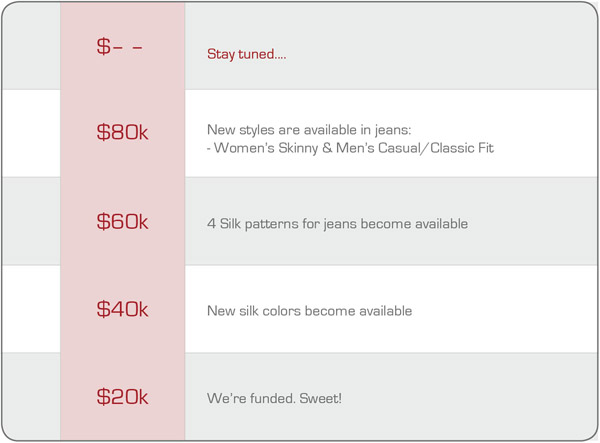 $– –
Stay tuned....
$80k
New styles are available in jeans:
- Women's Skinny & Men's Casual/Classic Fit
$60k
4 Silk patterns for jeans become available
$40k
New silk colors become available
$20k
We're funded. Sweet!